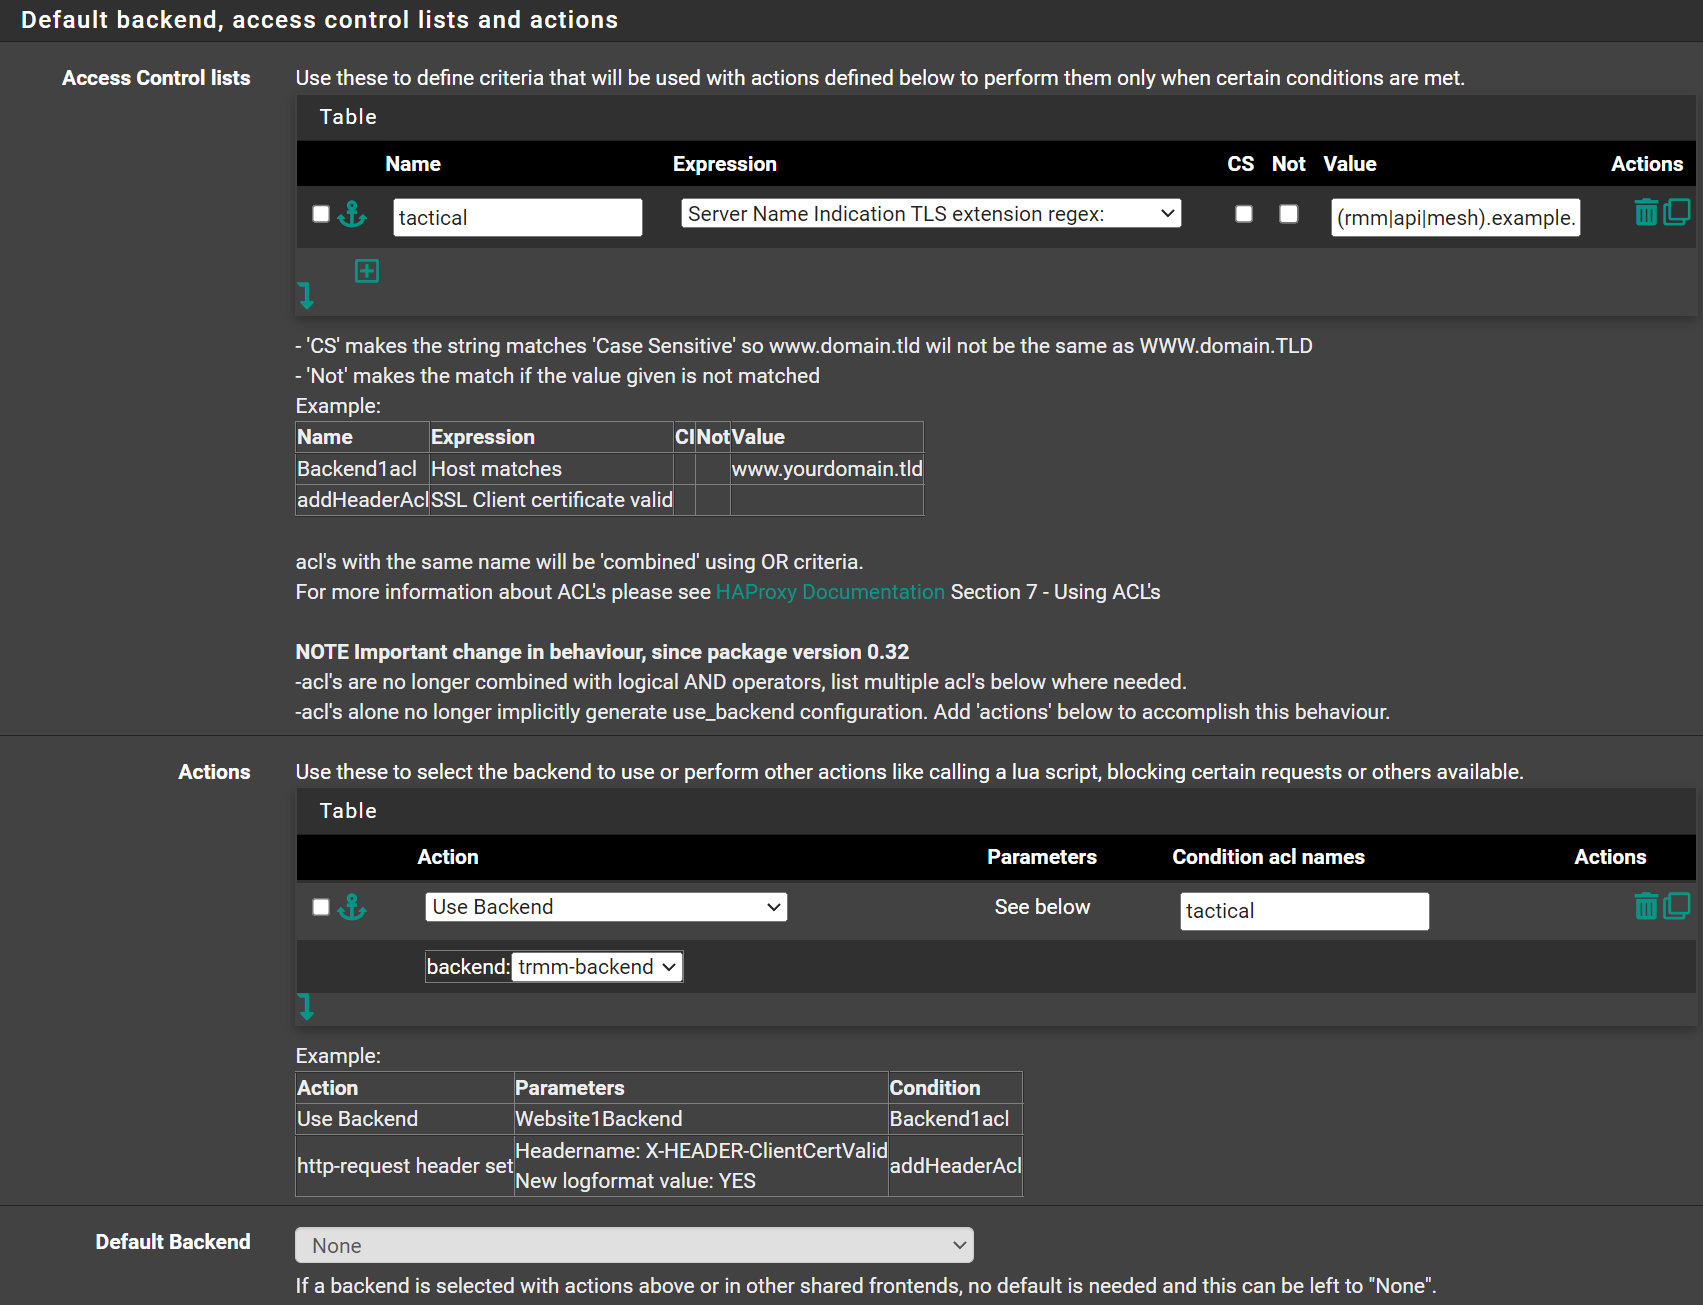 Default backend, access control lists and actions
Access Control lists
Use these to define criteria that will be used with actions defined below to perform them only when certain conditions are met.
Table
Name Expression CS Not Value Actions
tactical Server Name Indication TLS extension regex: (rmm|api|mesh).example.
- 'CS' makes the string matches 'Case Sensitive' so www.domain.tld wil not be the same as WWW.domain.TLD
- 'Not' makes the match if the value given is not matched
Example:
Name Expression CI Not Value
Backend1acl Host matches www.yourdomain.tld
addHeaderAcl SSL Client certificate valid
acl's with the same name will be 'combined' using OR criteria.
For more information about ACL's please see HAProxy Documentation Section 7 - Using ACL's
NOTE Important change in behaviour, since package version 0.32
-acl's are no longer combined with logical AND operators, list multiple acl's below where needed.
-acl's alone no longer implicitly generate use_backend configuration. Add 'actions' below to accomplish this behaviour.
Actions
Use these to select the backend to use or perform other actions like calling a lua script, blocking certain requests or others available.
Table
Action Parameters Condition acl names Actions
Use Backend See below tactical
backend: trmm-backend
Example:
Action Parameters Condition
Use Backend Website1Backend Backend1acl
http-request header set Headername: X-HEADER-ClientCertValid addHeaderAcl
New logformat value: YES
Default Backend
None
If a backend is selected with actions above or in other shared frontends, no default is needed and this can be left to "None".